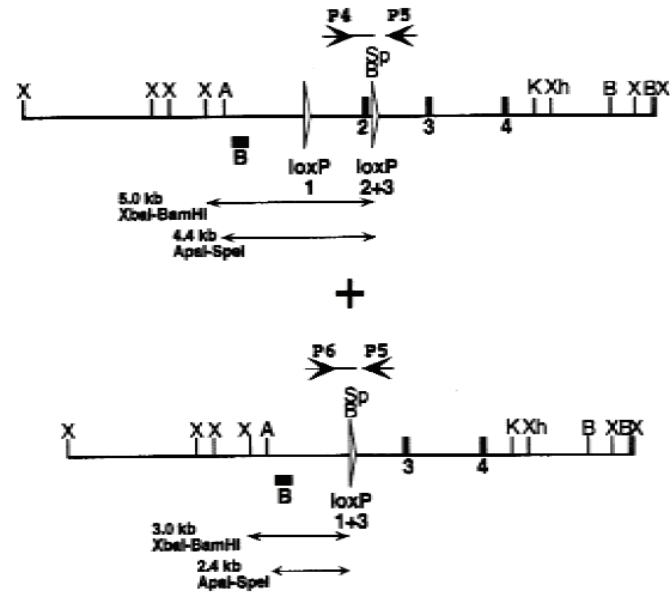 P4 P5
Sp
B
X X X X A K Xh B X BX
2 3 4
B loxP loxP
1 2+3
5.0 kb
XbaI-BamHI
4.4 kb
ApaI-SpeI
+
P6 P5
Sp
B
X X X X A K Xh B X BX
3 4
B loxP
1+3
3.0 kb
XbaI-BamHI
2.4 kb
ApaI-SpeI